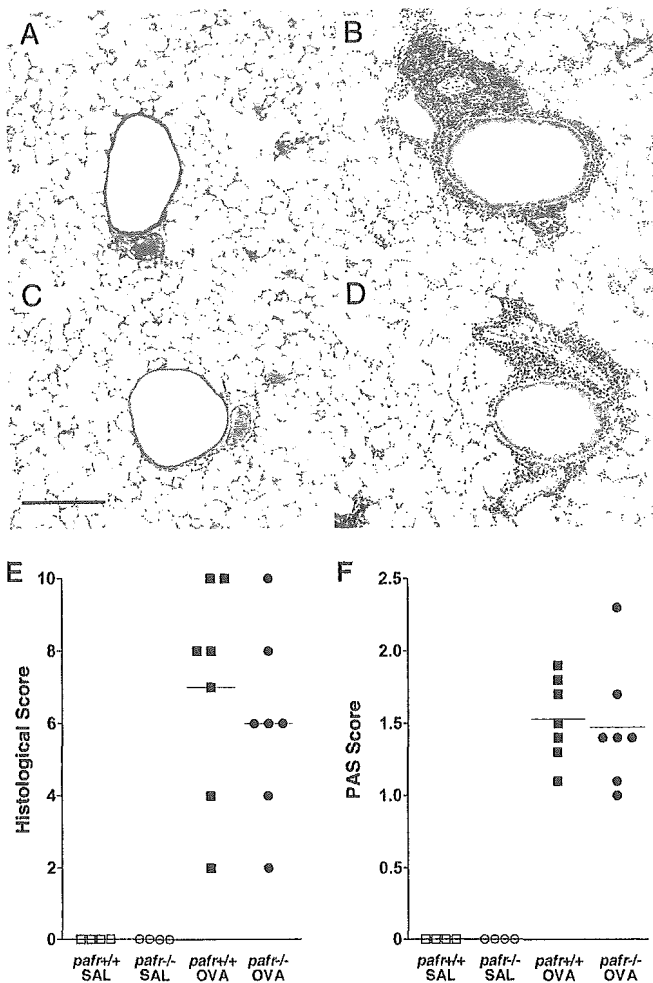 A
B
C
D
E
F
Histological Score
10
8
6
4
2
0
pafr+/+ SAL
pafr-/- SAL
pafr+/+ OVA
pafr-/- OVA
PAS Score
2.5
2.0
1.5
1.0
0.5
0
pafr+/+ SAL
pafr-/- SAL
pafr+/+ OVA
pafr-/- OVA